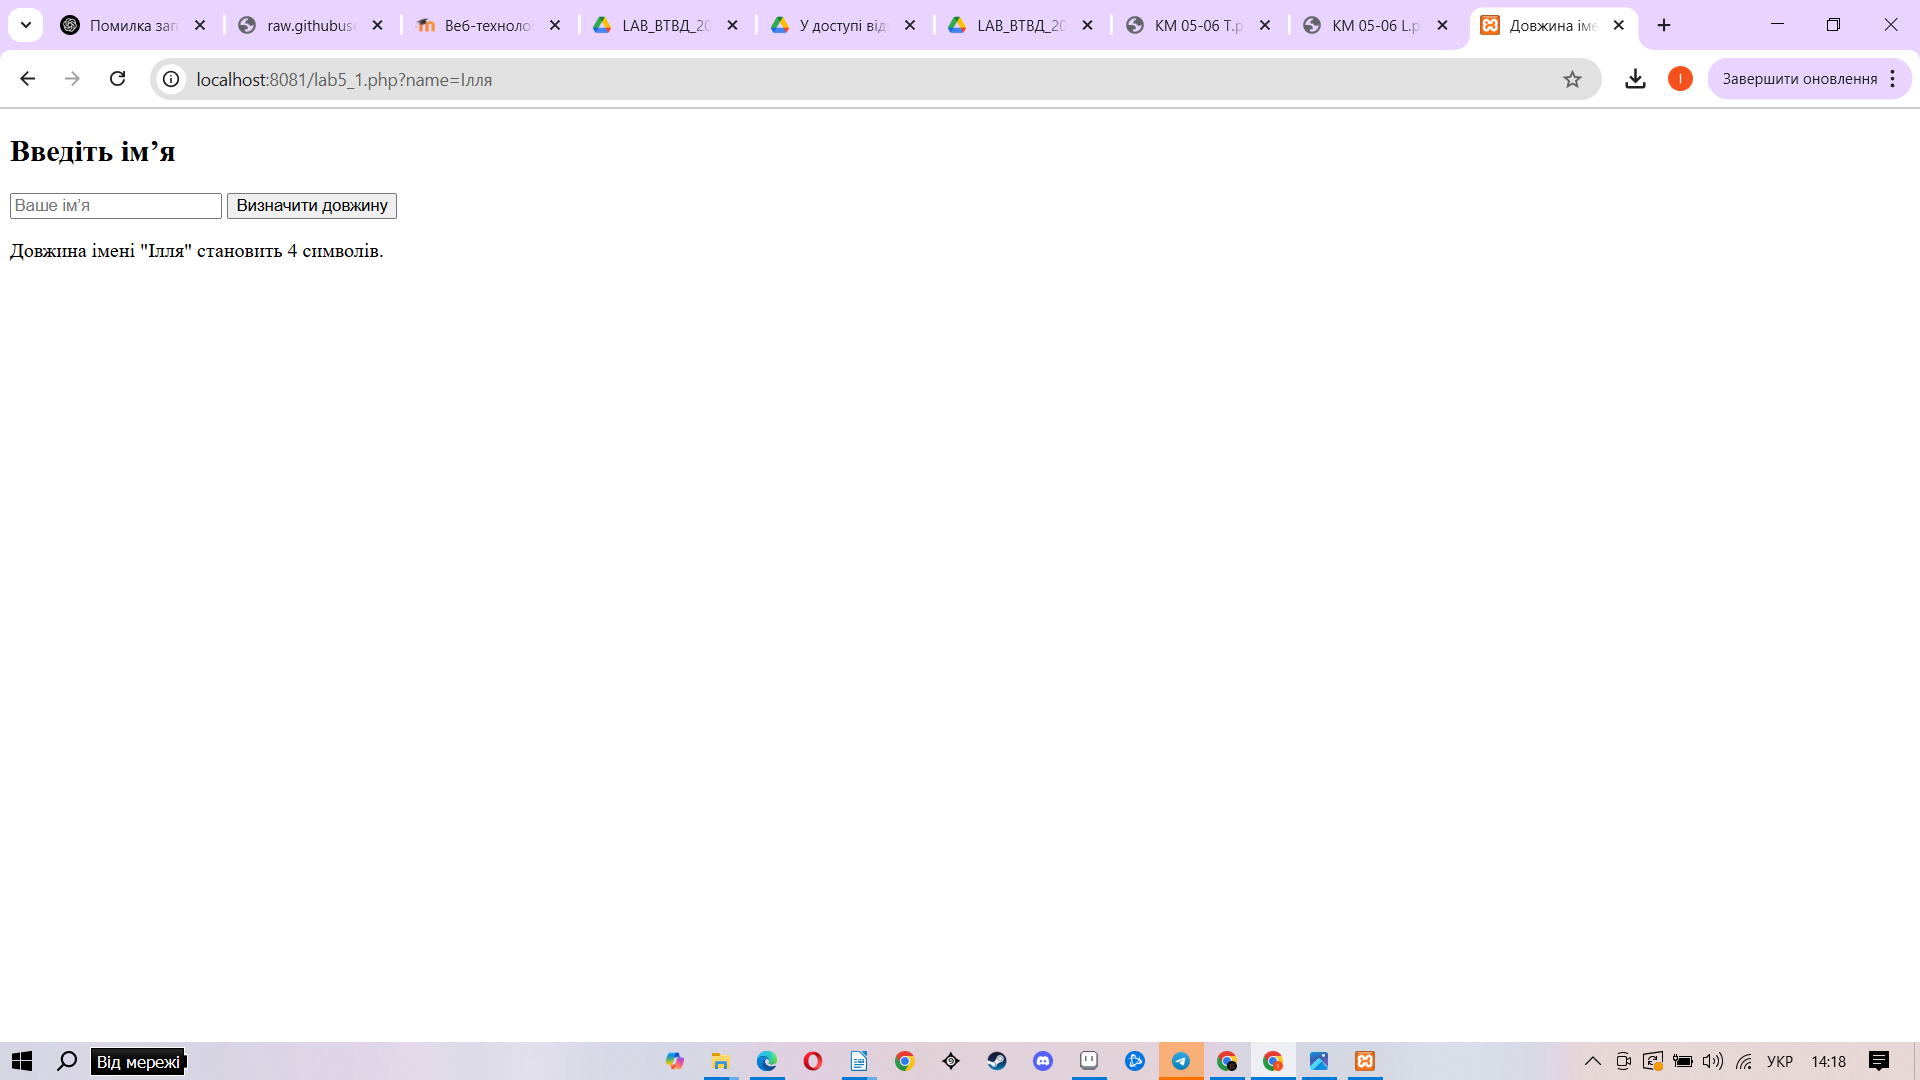 Помилка зап
raw.githubuse
Веб-техноло
LAB_ВТВД_20
У доступі від
LAB_ВТВД_20
КМ 05-06 Т.р
КМ 05-06 L.p
Довжина іме
localhost:8081/lab5_1.php?name=Ілля
I
Завершити оновлення
Введіть ім’я
Ваше ім’я
Визначити довжину
Довжина імені "Ілля" становить 4 символів.
Від мережі
УКР
14:18